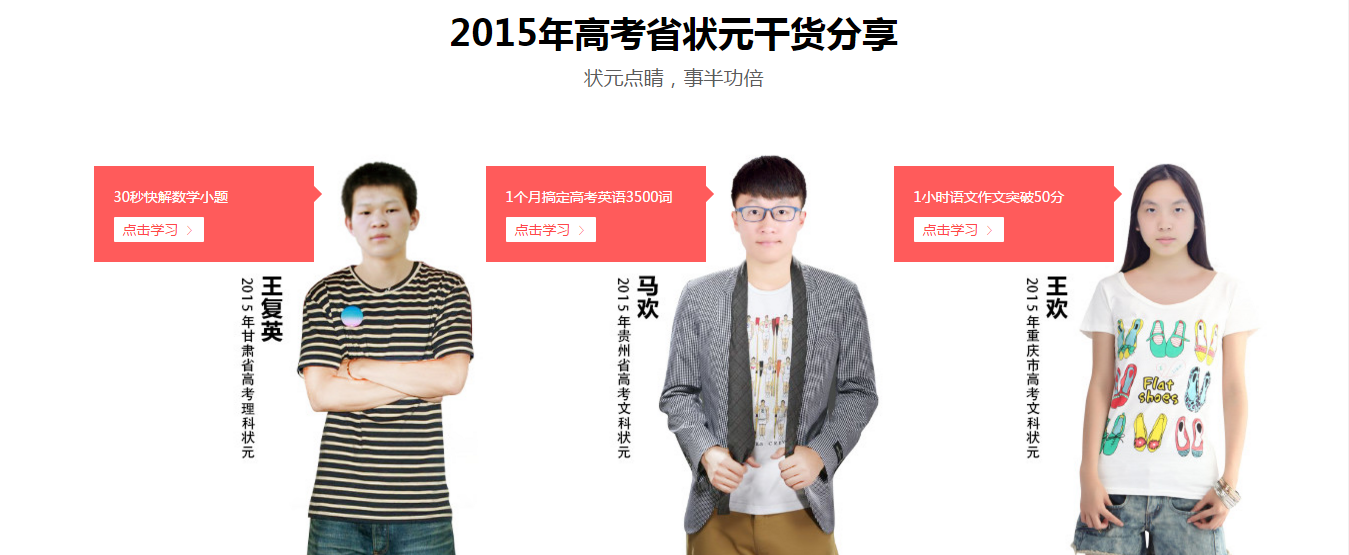 2015年高考省状元干货分享
状元点睛，事半功倍
30秒快解数学小题
点击学习 >
王复英
2015年甘肃省高考理科状元
1个月搞定高考英语3500词
点击学习 >
马欢
2015年贵州省高考文科状元
1小时语文作文突破50分
点击学习 >
王欢
2015年重庆市高考文科状元
Flat
shoes